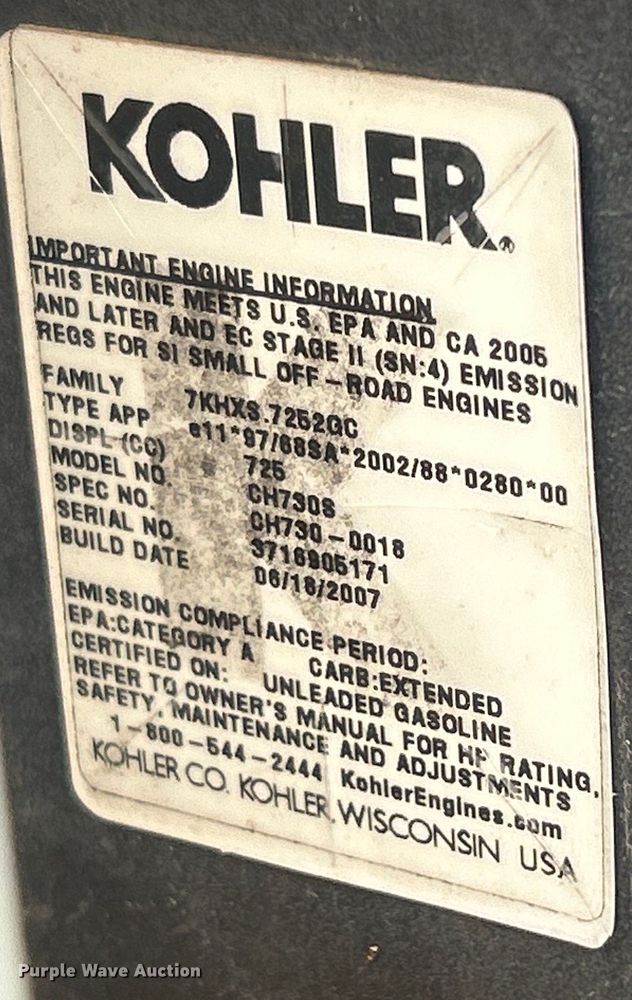 KOHLER®
IMPORTANT ENGINE INFORMATION
THIS ENGINE MEETS U.S. EPA AND CA 2005
AND LATER AND EC STAGE II (SN:4) EMISSION
REGS FOR SI SMALL OFF-ROAD ENGINES
FAMILY 7KHXS.7252GC
TYPE APP e11*97/68SA*2002/88*0280*00
DISPL (CC) 725
MODEL NO. CH730S
SPEC NO. CH730-0018
SERIAL NO. 3716905171
BUILD DATE 06/18/2007
EMISSION COMPLIANCE PERIOD:
EPA:CATEGORY A CARB:EXTENDED
CERTIFIED ON: UNLEADED GASOLINE
REFER TO OWNER'S MANUAL FOR HP RATING,
SAFETY, MAINTENANCE AND ADJUSTMENTS
1-800-544-2444 KohlerEngines.com
KOHLER CO. KOHLER, WISCONSIN USA
Purple Wave Auction